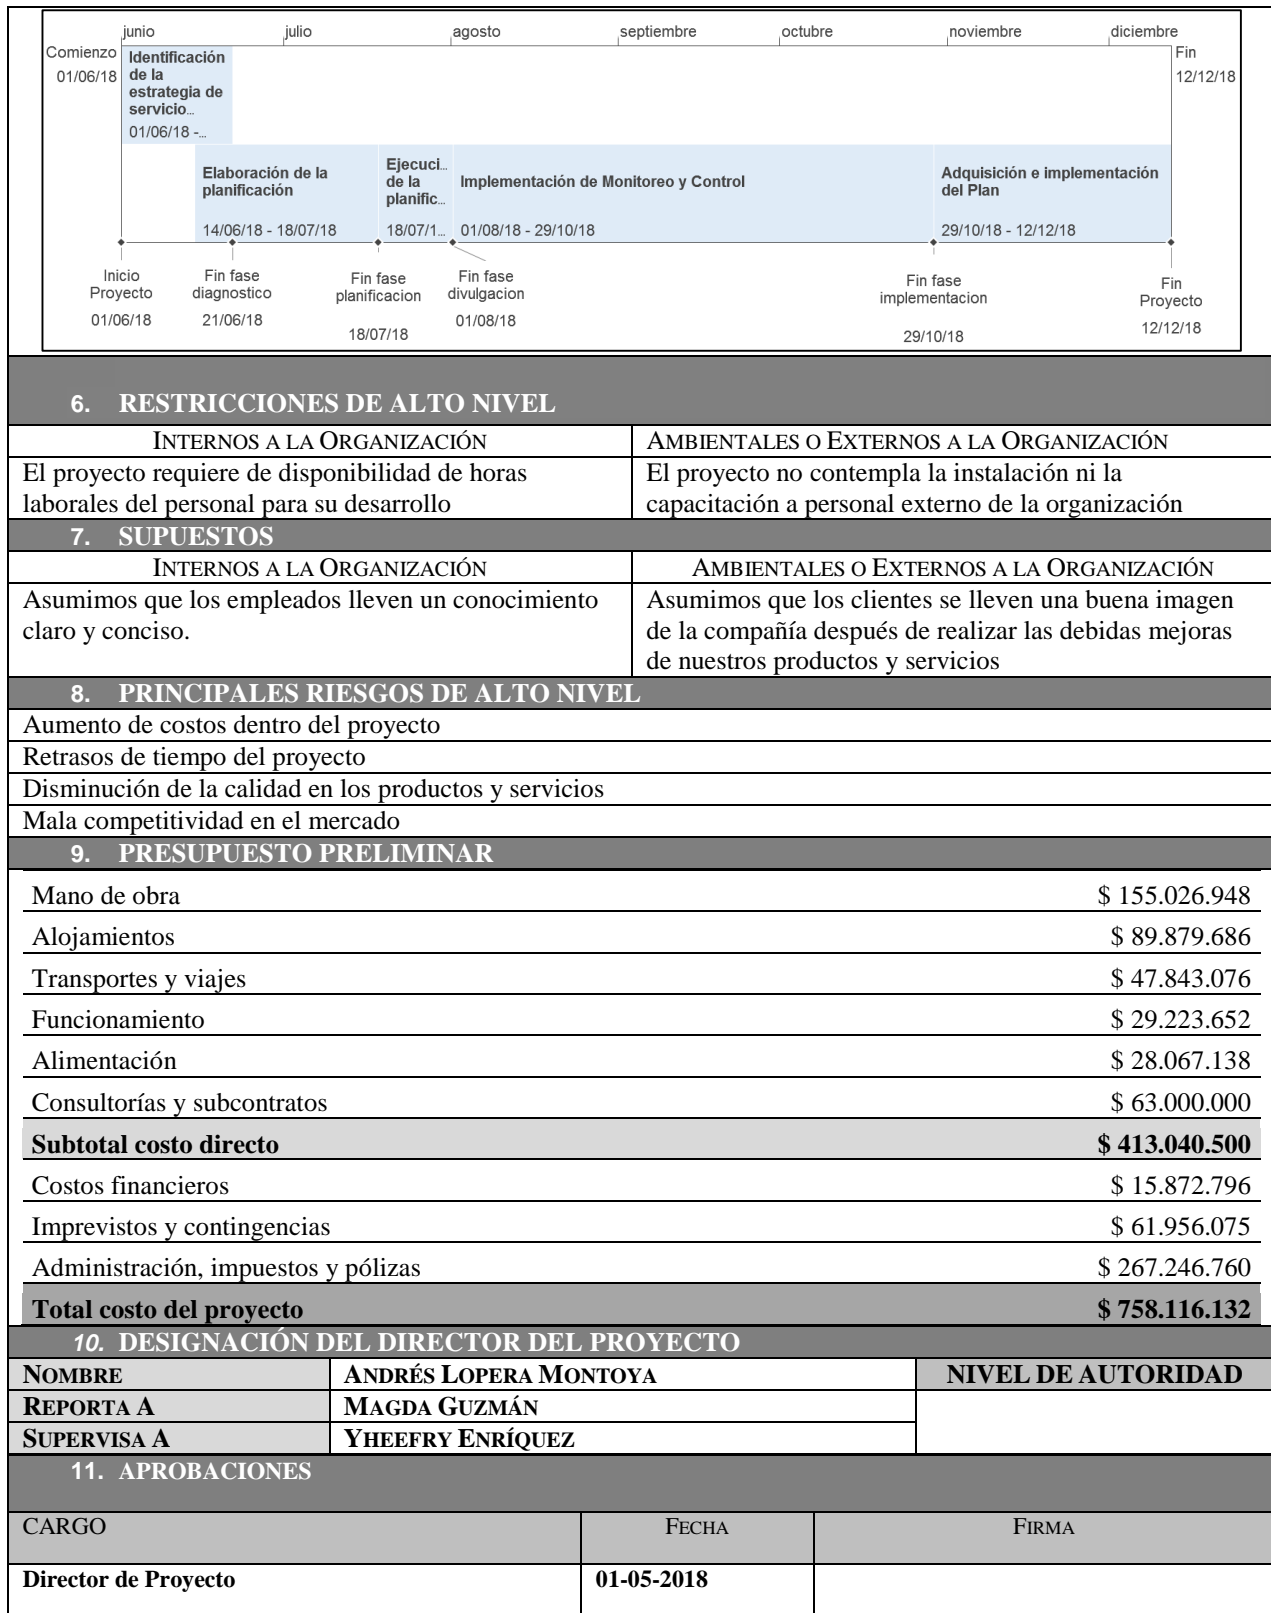 junio julio agosto septiembre octubre noviembre diciembre
Comienzo
01/06/18
Fin
12/12/18
Identificación
de la
estrategia de
servicio...
01/06/18 -...
Elaboración de la
planificación
14/06/18 - 18/07/18
Ejecuci...
de la
planific...
18/07/1...
Implementación de Monitoreo y Control
01/08/18 - 29/10/18
Adquisición e implementación
del Plan
29/10/18 - 12/12/18
Inicio
Proyecto
01/06/18
Fin fase
diagnostico
21/06/18
Fin fase
planificacion
18/07/18
Fin fase
divulgacion
01/08/18
Fin fase
implementacion
29/10/18
Fin
Proyecto
12/12/18
6. RESTRICCIONES DE ALTO NIVEL
INTERNOS A LA ORGANIZACIÓN
AMBIENTALES O EXTERNOS A LA ORGANIZACIÓN
El proyecto requiere de disponibilidad de horas
laborales del personal para su desarrollo
El proyecto no contempla la instalación ni la
capacitación a personal externo de la organización
7. SUPUESTOS
INTERNOS A LA ORGANIZACIÓN
AMBIENTALES O EXTERNOS A LA ORGANIZACIÓN
Asumimos que los empleados lleven un conocimiento
claro y conciso.
Asumimos que los clientes se lleven una buena imagen
de la compañía después de realizar las debidas mejoras
de nuestros productos y servicios
8. PRINCIPALES RIESGOS DE ALTO NIVEL
Aumento de costos dentro del proyecto
Retrasos de tiempo del proyecto
Disminución de la calidad en los productos y servicios
Mala competitividad en el mercado
9. PRESUPUESTO PRELIMINAR
Mano de obra $ 155.026.948
Alojamientos $ 89.879.686
Transportes y viajes $ 47.843.076
Funcionamiento $ 29.223.652
Alimentación $ 28.067.138
Consultorías y subcontratos $ 63.000.000
Subtotal costo directo $ 413.040.500
Costos financieros $ 15.872.796
Imprevistos y contingencias $ 61.956.075
Administración, impuestos y pólizas $ 267.246.760
Total costo del proyecto $ 758.116.132
10. DESIGNACIÓN DEL DIRECTOR DEL PROYECTO
NOMBRE ANDRÉS LOPERA MONTOYA NIVEL DE AUTORIDAD
REPORTA A MAGDA GUZMÁN
SUPERVISA A YHEEFRY ENRÍQUEZ
11. APROBACIONES
CARGO FECHA FIRMA
Director de Proyecto 01-05-2018